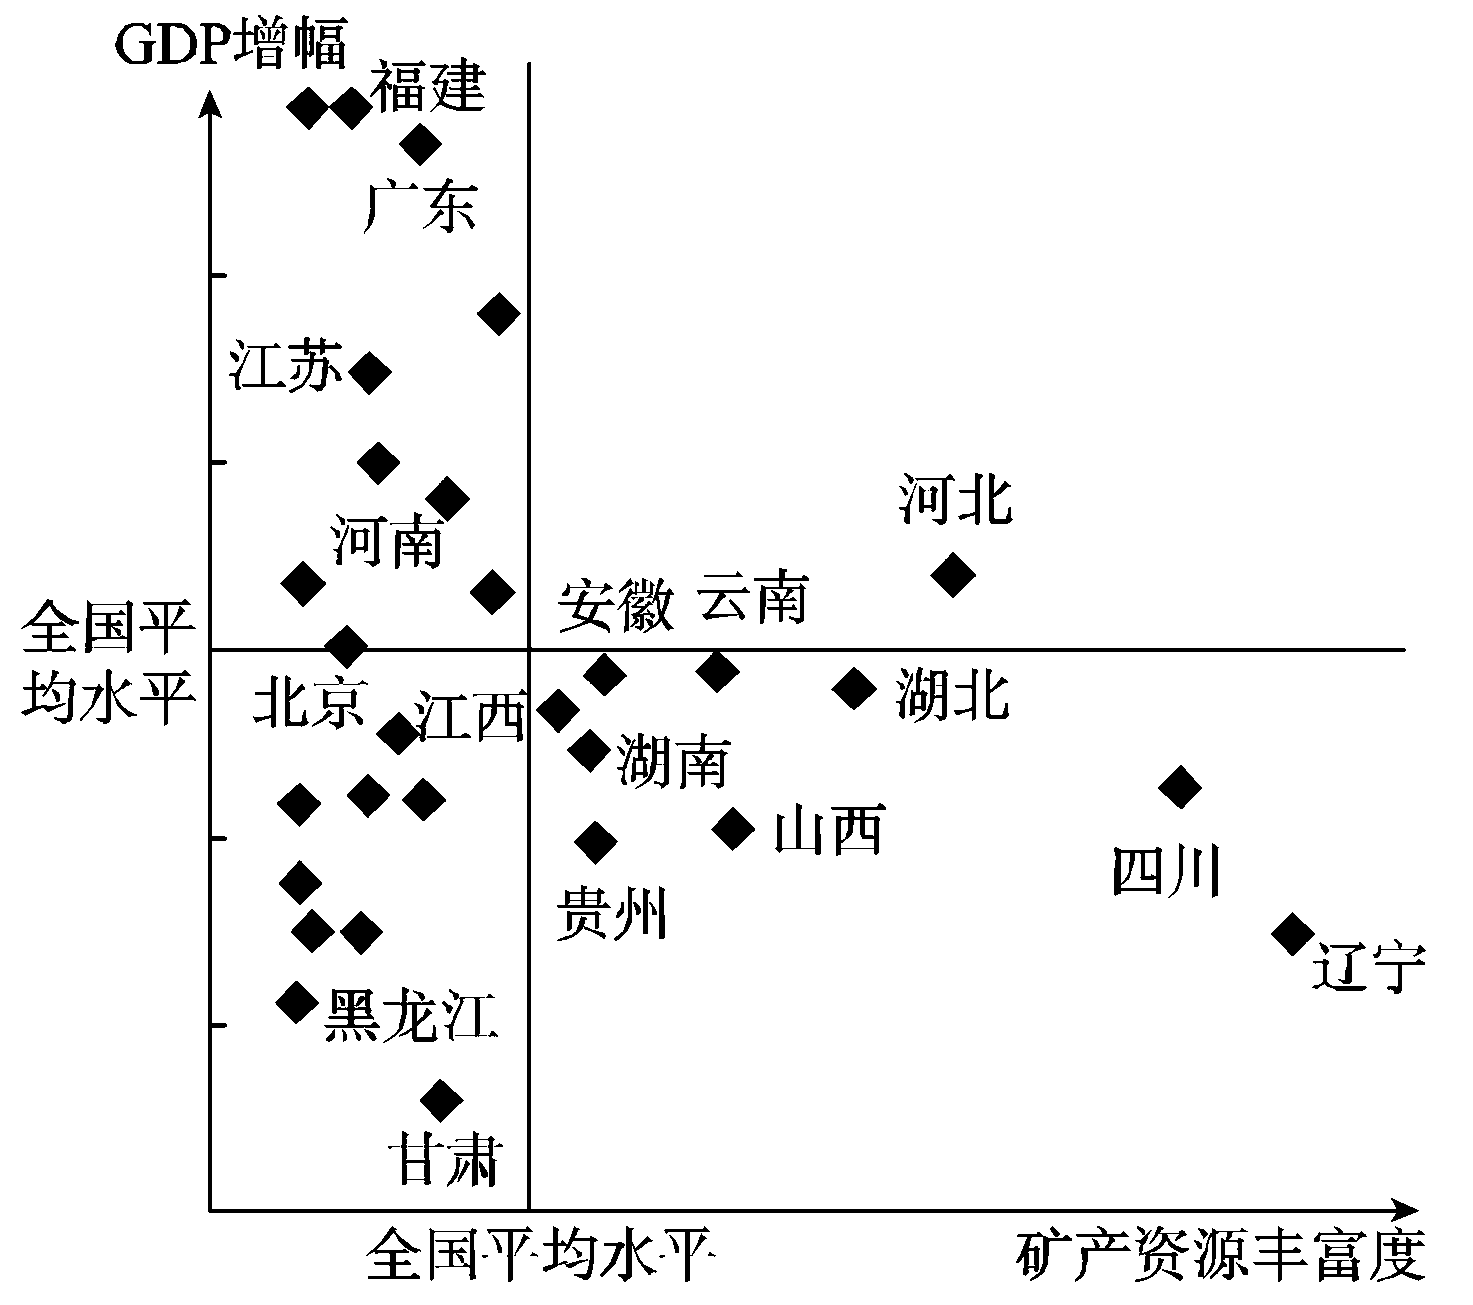 GDP增幅
福建
广东
江苏
河北
河南
安徽
云南
全国平
均水平
北京
江西
湖北
湖南
山西
四川
贵州
辽宁
黑龙江
甘肃
全国平均水平
矿产资源丰富度